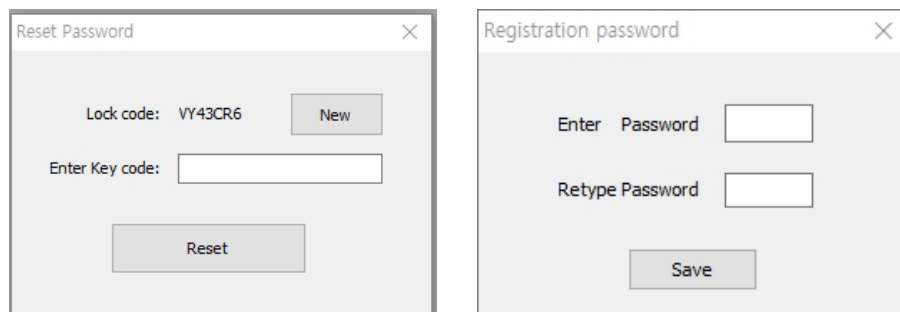 Reset Password
Lock code: VY43CR6 New
Enter Key code:
Reset
Registration password
Enter Password
Retype Password
Save